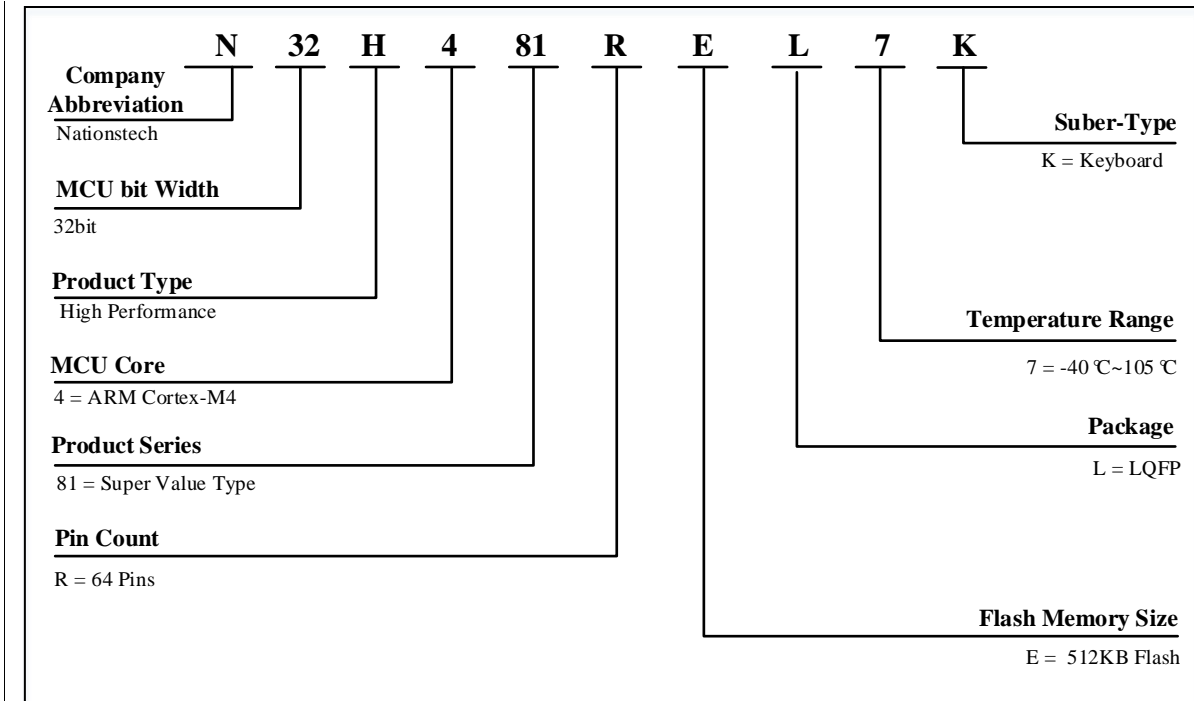 N 32 H 4 81 R E L 7 K
Company
Abbreviation
Nationstech
MCU bit Width
32bit
Product Type
High Performance
MCU Core
4 = ARM Cortex-M4
Product Series
81 = Super Value Type
Pin Count
R = 64 Pins
Suber-Type
K = Keyboard
Temperature Range
7 = -40 ℃~105 ℃
Package
L = LQFP
Flash Memory Size
E = 512KB Flash